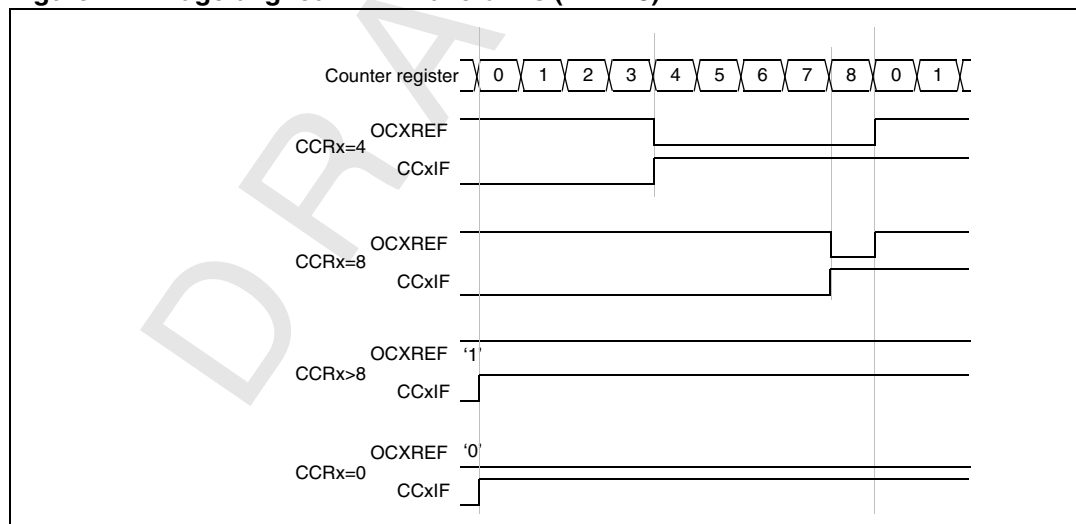 Counter register 0 1 2 3 4 5 6 7 8 0 1
OCXREF
CCRx=4
CCxIF
OCXREF
CCRx=8
CCxIF
OCXREF ‘1’
CCRx>8
CCxIF
OCXREF ‘0’
CCRx=0
CCxIF
D R A